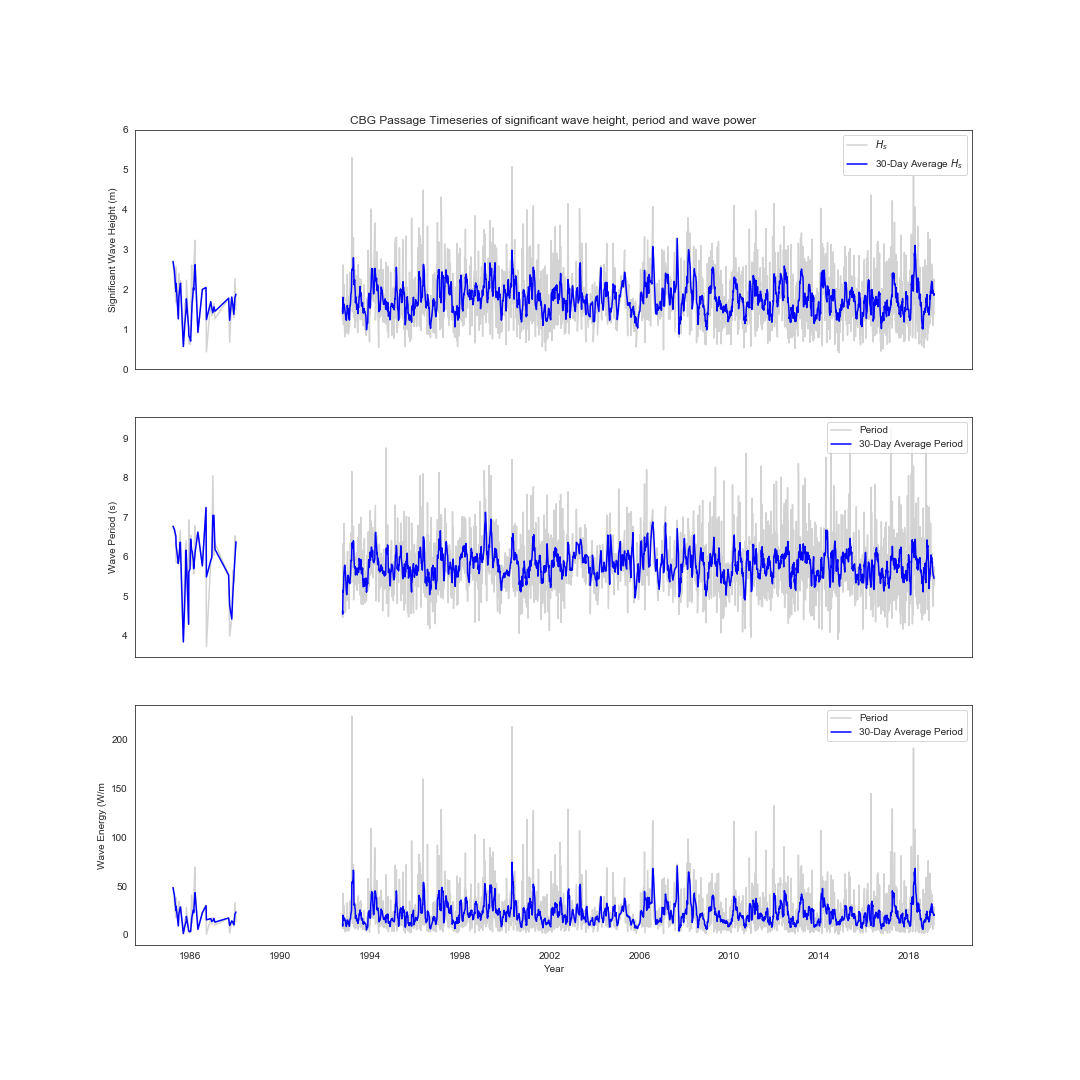 CBG Passage Timeseries of significant wave height, period and wave power
6
5
4
3
2
1
0
Significant Wave Height (m)
Hs
30-Day Average Hs
9
8
7
6
5
4
Wave Period (s)
Period
30-Day Average Period
200
150
100
50
0
Wave Energy (W/m
Period
30-Day Average Period
1986 1990 1994 1998 2002 2006 2010 2014 2018
Year